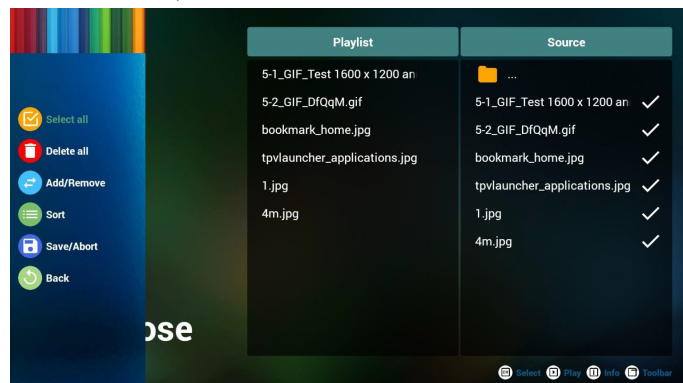 Select all
Delete all
Add/Remove
Sort
Save/Abort
Back
ose
Playlist
5-1_GIF_Test 1600 x 1200 an
5-2_GIF_DfQqM.gif
bookmark_home.jpg
tpvlauncher_applications.jpg
1.jpg
4m.jpg
Source
...
5-1_GIF_Test 1600 x 1200 an
5-2_GIF_DfQqM.gif
bookmark_home.jpg
tpvlauncher_applications.jpg
1.jpg
4m.jpg
Select Play Info Toolbar